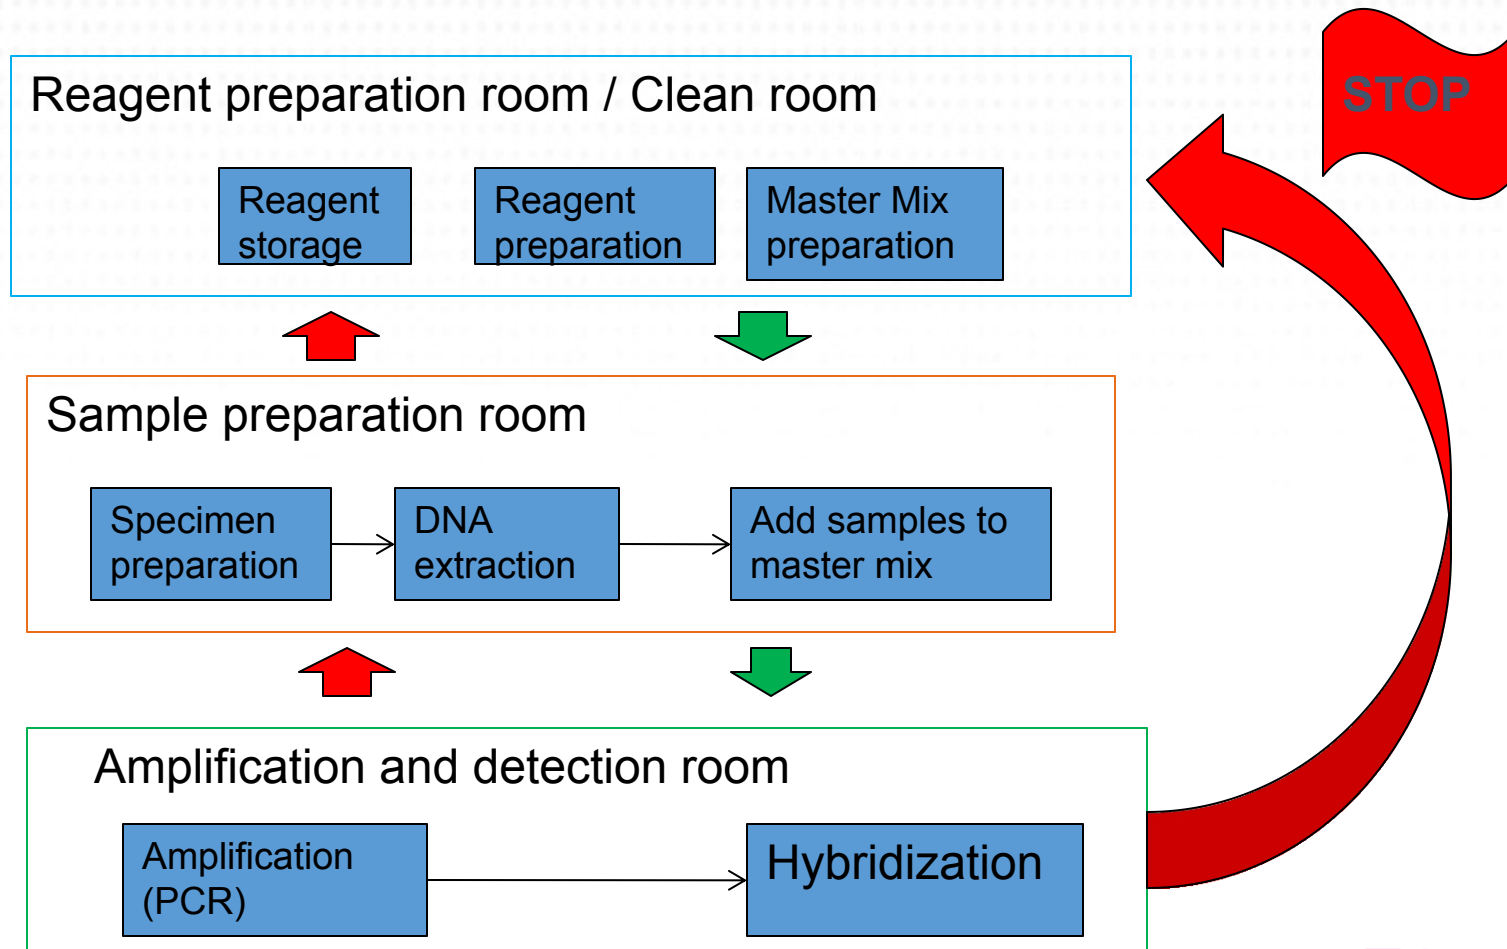 STOP
Reagent preparation room / Clean room
Reagent
storage
Reagent
preparation
Master Mix
preparation
Sample preparation room
Specimen
preparation
DNA
extraction
Add samples to
master mix
Amplification and detection room
Amplification
(PCR)
Hybridization